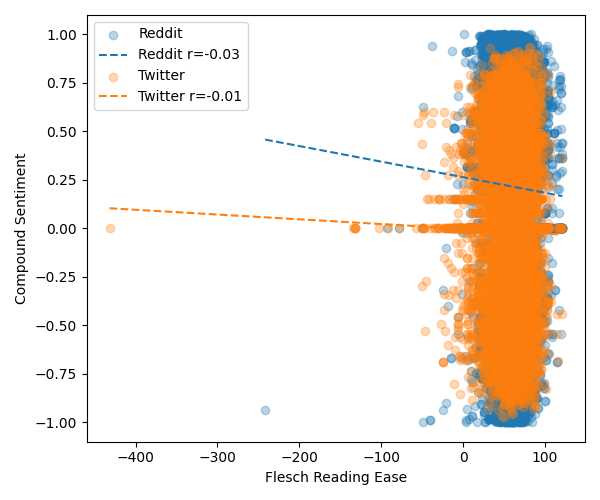 Reddit
Reddit r=-0.03
Twitter
Twitter r=-0.01
1.00
0.75
0.50
0.25
0.00
−0.25
−0.50
−0.75
−1.00
Compound Sentiment
−400
−300
−200
−100
0
100
Flesch Reading Ease